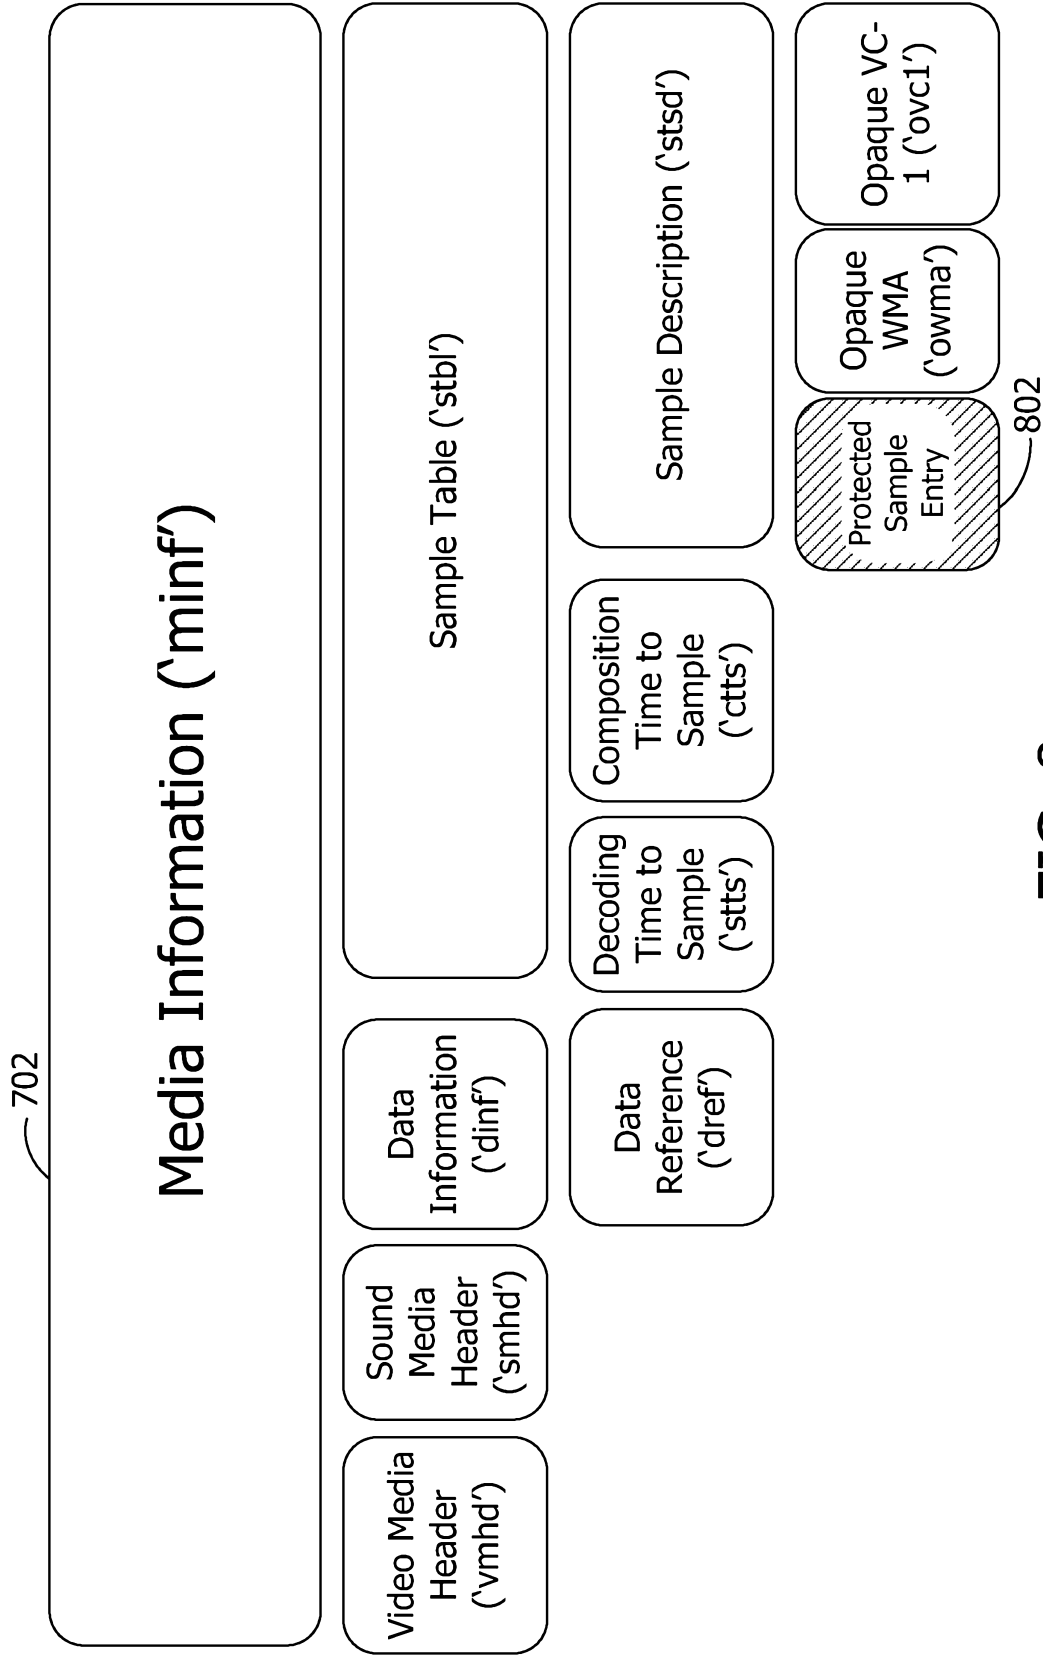 702
Media Information (‘minf’)
Video Media
Header
(‘vmhd’)
Sound
Media
Header
(‘smhd’)
Data
Information
(‘dinf’)
Sample Table (‘stbl’)
Data
Reference
(‘dref’)
Decoding
Time to
Sample
(‘stts’)
Composition
Time to
Sample
(‘ctts’)
Sample Description (‘stsd’)
Protected
Sample
Entry
Opaque
WMA
(‘owma’)
Opaque VC-
1 (‘ovc1’)
802